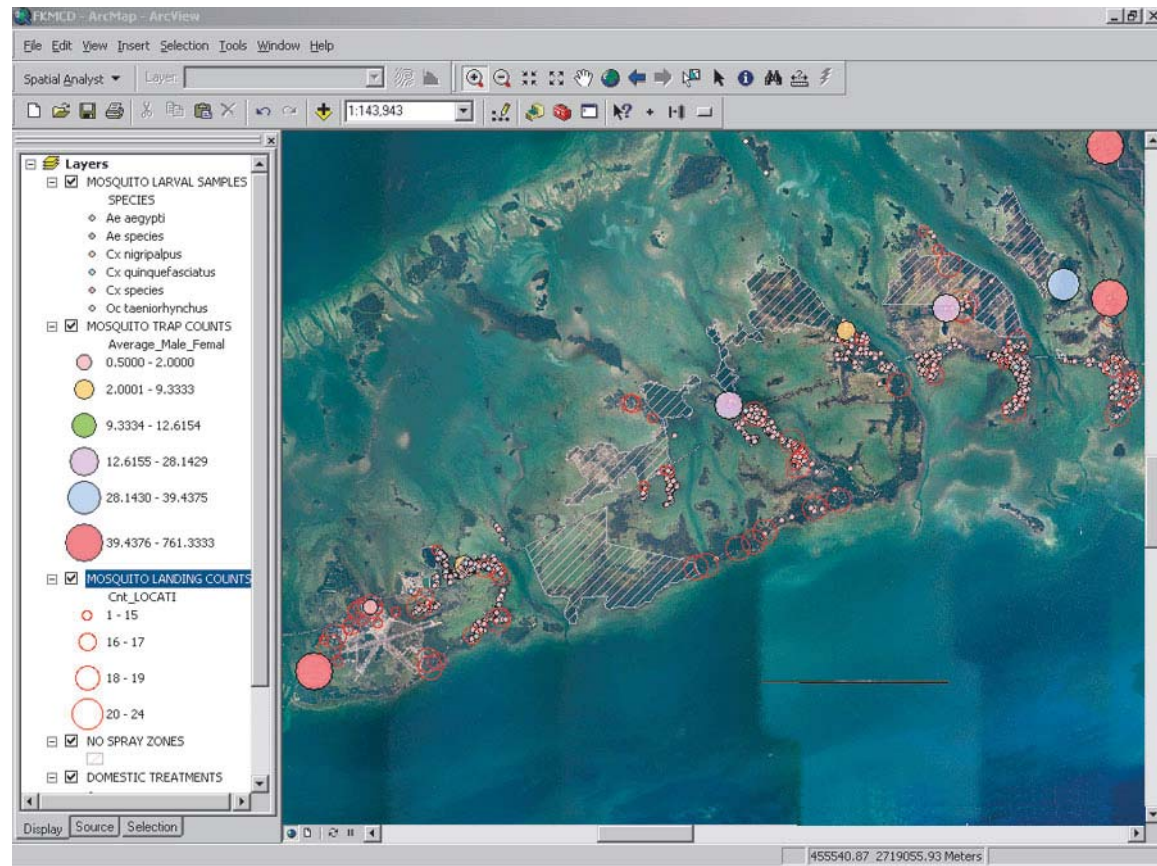 FKMCD - ArcMap - ArcView
File Edit View Insert Selection Tools Window Help
Spatial Analyst Layer:
1:143,943
Layers
MOSQUITO LARVAL SAMPLES
SPECIES
Ae aegypti
Ae species
Cx nigripalpus
Cx quinquefasciatus
Cx species
Oc taeniorhynchus
MOSQUITO TRAP COUNTS
Average_Male_Femal
0.5000 - 2.0000
2.0001 - 9.3333
9.3334 - 12.6154
12.6155 - 28.1429
28.1430 - 39.4375
39.4376 - 761.3333
MOSQUITO LANDING COUNTS
Cnt_LOCATI
1 - 15
16 - 17
18 - 19
20 - 24
NO SPRAY ZONES
DOMESTIC TREATMENTS
Display Source Selection
455540.87 2719055.93 Meters